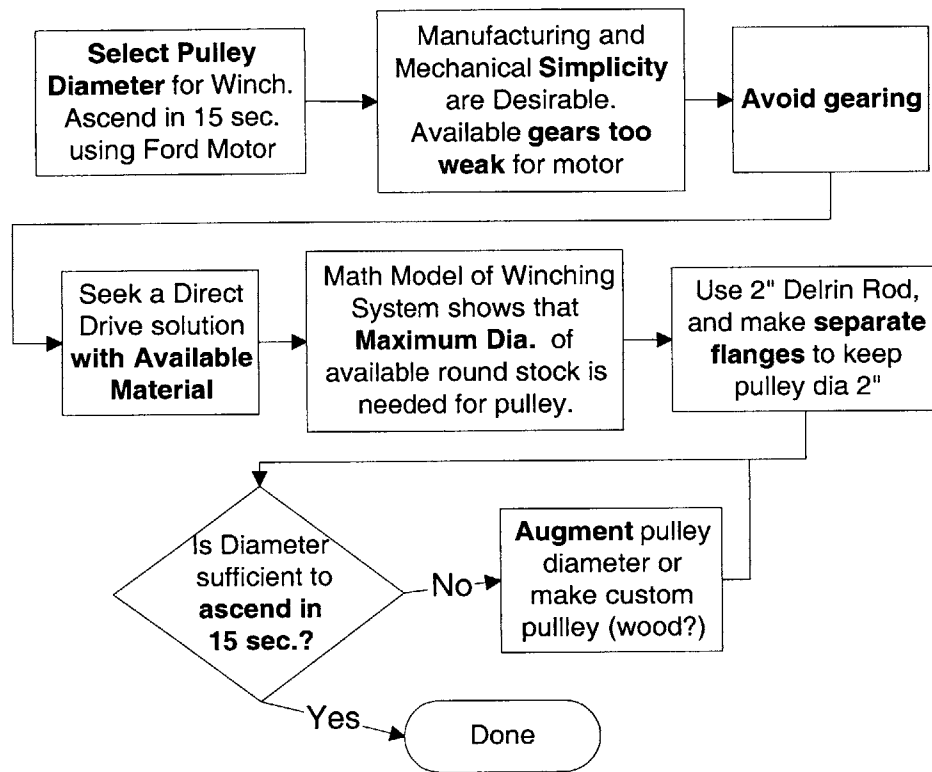 Select Pulley
Diameter for Winch.
Ascend in 15 sec.
using Ford Motor
Manufacturing and
Mechanical Simplicity
are Desirable.
Available gears too
weak for motor
Avoid gearing
Seek a Direct
Drive solution
with Available
Material
Math Model of Winching
System shows that
Maximum Dia. of
available round stock is
needed for pulley.
Use 2" Delrin Rod,
and make separate
flanges to keep
pulley dia 2"
Is Diameter
sufficient to
ascend in
15 sec.?
No
Augment pulley
diameter or
make custom
pullley (wood?)
Yes
Done